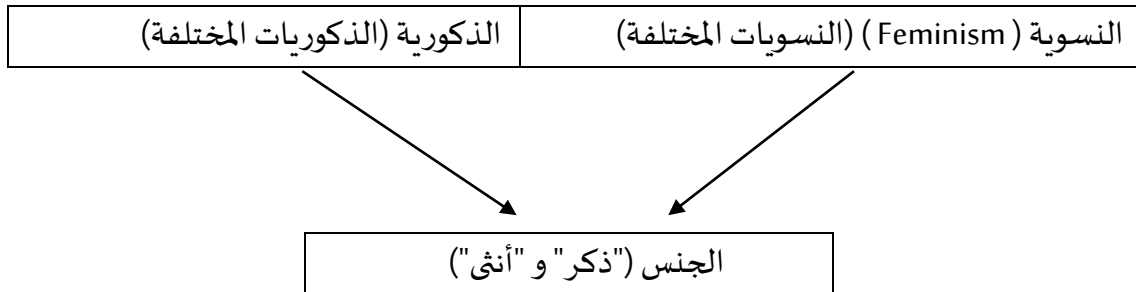 النسوية ( Feminism ) (النسويات المختلفة)
الذكورية (الذكوريات المختلفة)
الجنس ("ذكر" و "أنثى")